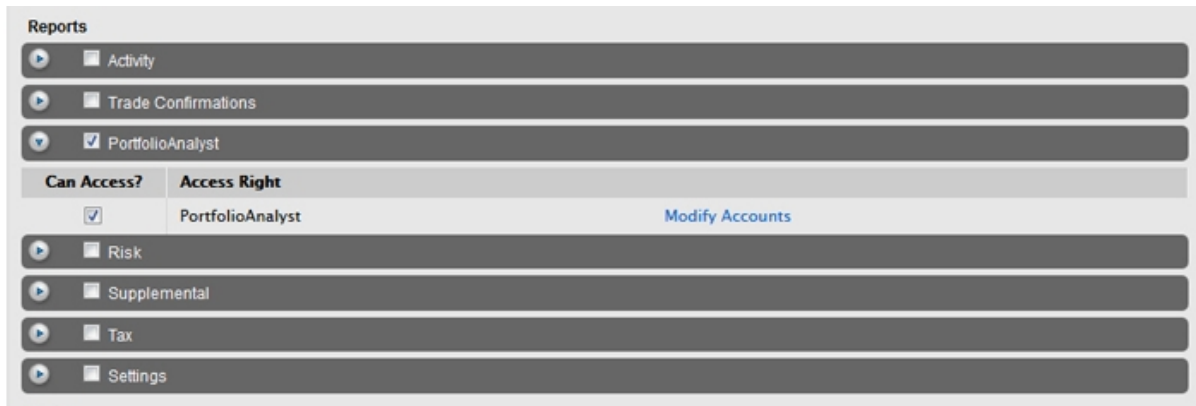 Reports
Activity
Trade Confirmations
PortfolioAnalyst
Can Access? Access Right
PortfolioAnalyst Modify Accounts
Risk
Supplemental
Tax
Settings